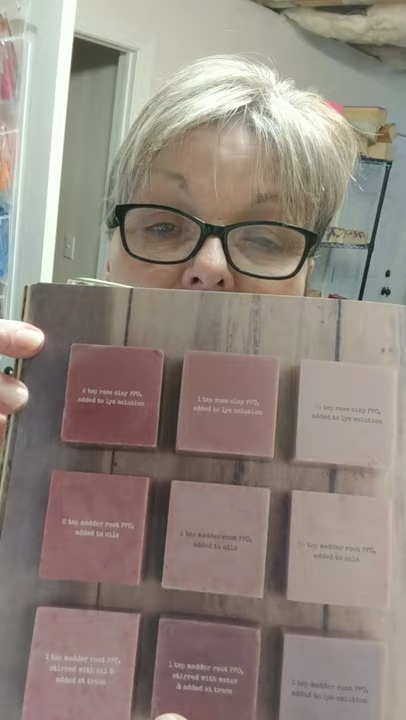 2 tsp rose clay PPO,
added to lye solution
1 tsp rose clay PPO,
added to lye solution
½ tsp rose clay PPO,
added to lye solution
2 tsp madder root PPO,
added to oils
1 tsp madder root PPO,
added to oils
½ tsp madder root PPO,
added to oils
1 tsp madder root PPO,
stirred with oil &
added at trace
1 tsp madder root PPO,
stirred with water
& added at trace
1 tsp madder root PPO,
added to lye solution